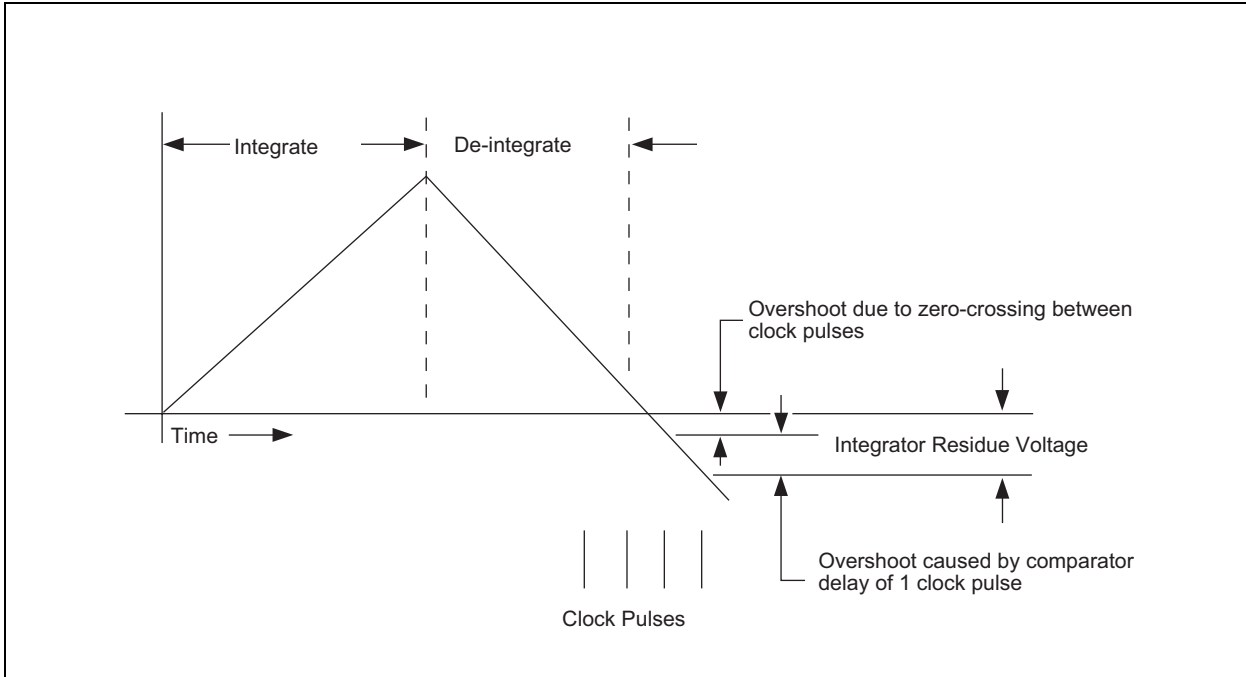 Integrate
De-integrate
Overshoot due to zero-crossing between
clock pulses
Time
Integrator Residue Voltage
Overshoot caused by comparator
delay of 1 clock pulse
Clock Pulses